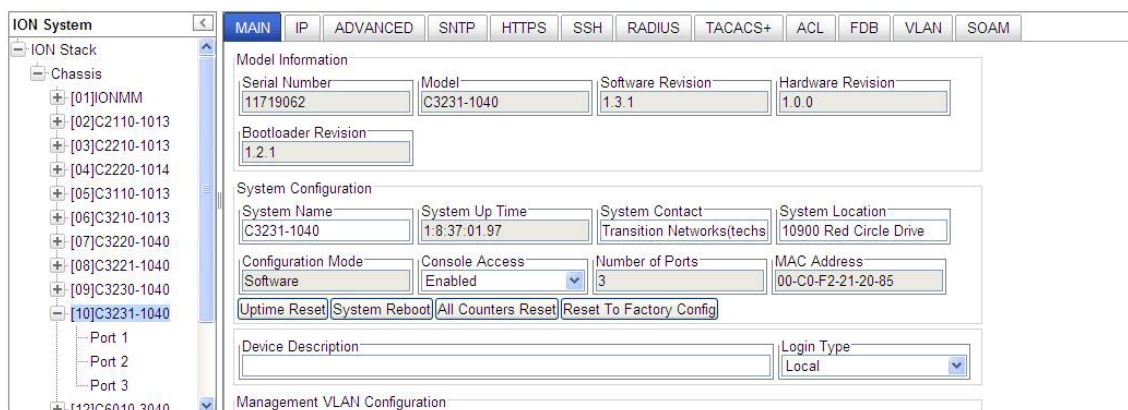 ION System
<
ION Stack
Chassis
[01]IONMM
[02]C2110-1013
[03]C2210-1013
[04]C2220-1014
[05]C3110-1013
[06]C3210-1013
[07]C3220-1040
[08]C3221-1040
[09]C3230-1040
[10]C3231-1040
Port 1
Port 2
Port 3
[12]C6010-3040
MAIN IP ADVANCED SNTP HTTPS SSH RADIUS TACACS+ ACL FDB VLAN SOAM
Model Information
Serial Number Model Software Revision Hardware Revision
11719062 C3231-1040 1.3.1 1.0.0
Bootloader Revision
1.2.1
System Configuration
System Name System Up Time System Contact System Location
C3231-1040 1:8:37:01.97 Transition Networks(techs 10900 Red Circle Drive
Configuration Mode Console Access Number of Ports MAC Address
Software Enabled 3 00-C0-F2-21-20-85
Uptime Reset System Reboot All Counters Reset Reset To Factory Config
Device Description Login Type
Local
Management VLAN Configuration